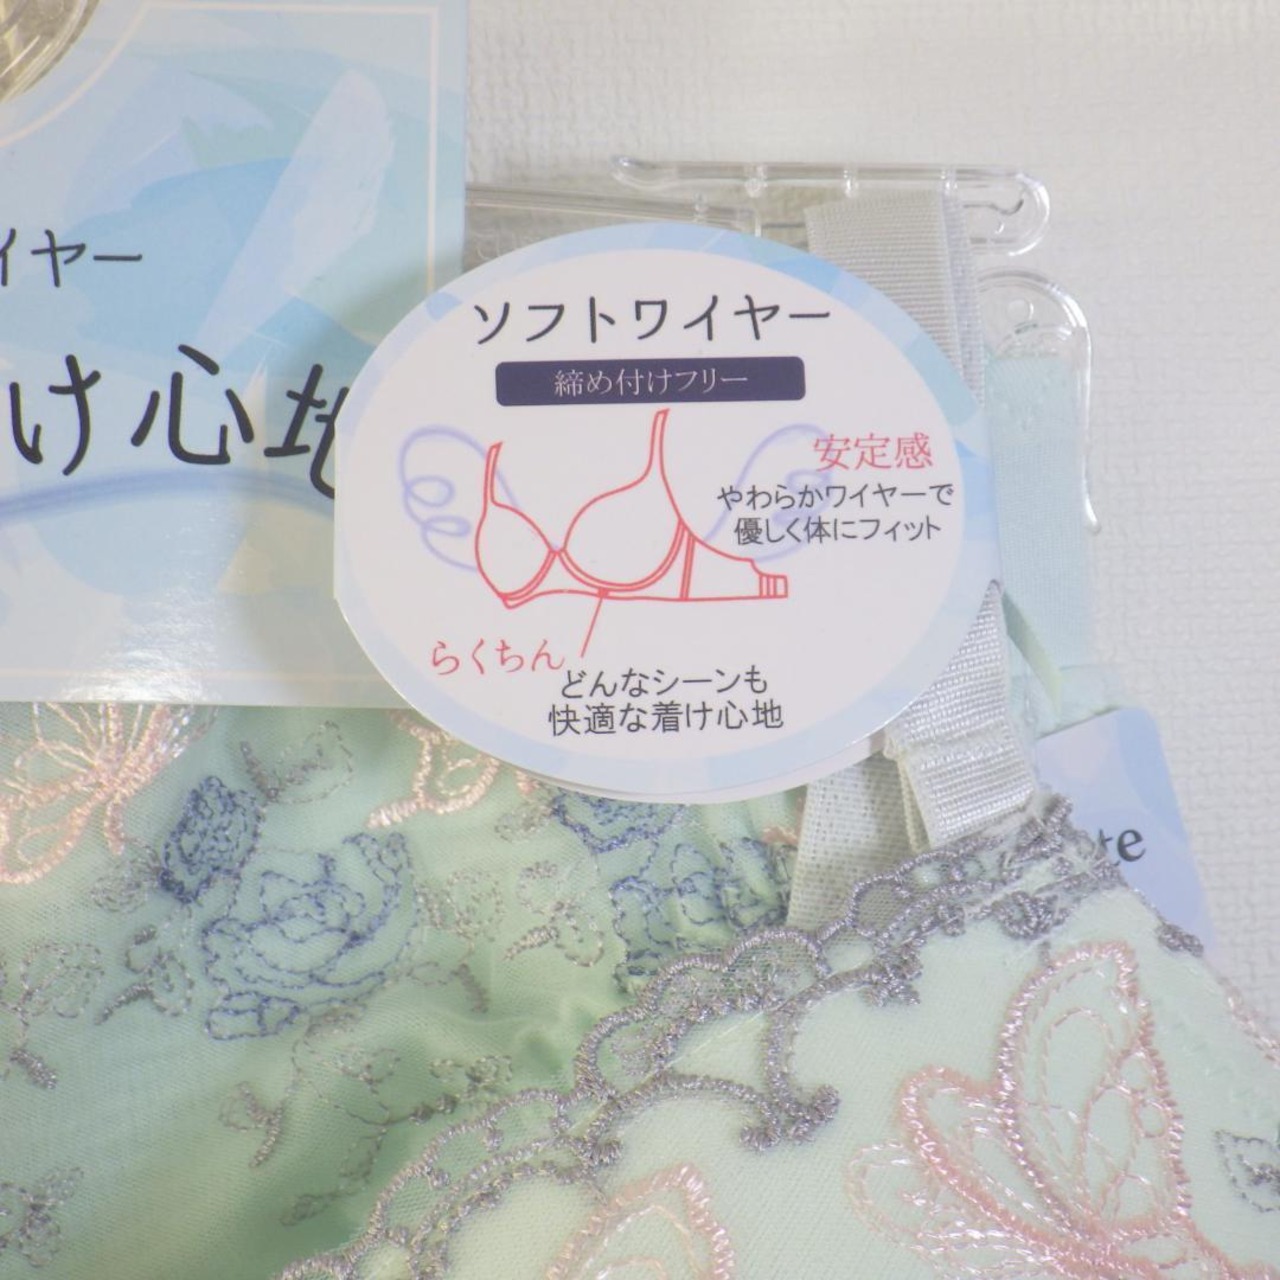 イヤー
け心地
ソフトワイヤー
締め付けフリー
安定感
やわらかワイヤーで
優しく体にフィット
らくちん
どんなシーンも
快適な着け心地
te